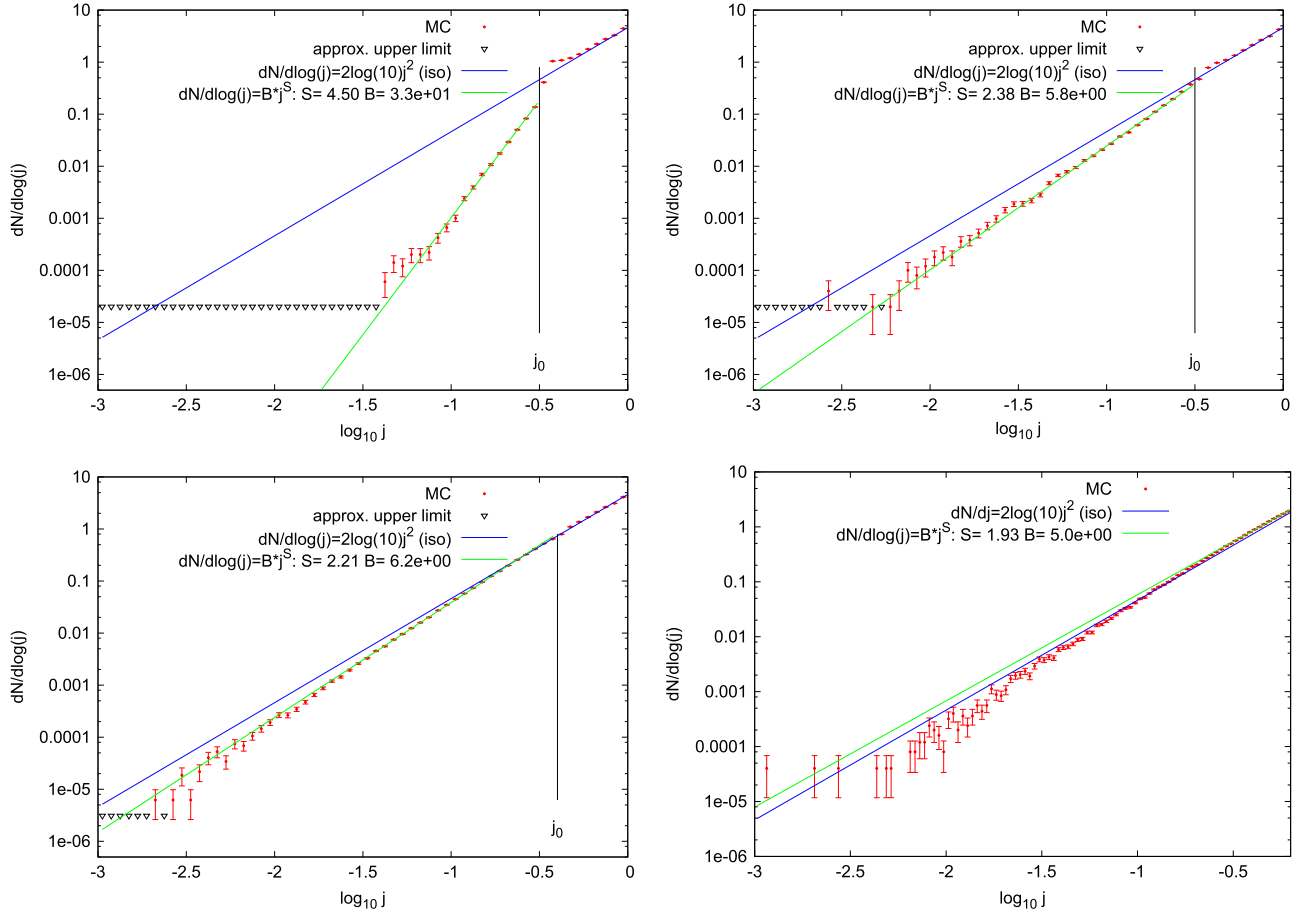 10
1
0.1
0.01
0.001
0.0001
1e-05
1e-06
dN/dlog(j)
MC
approx. upper limit
dN/dlog(j)=2log(10)j² (iso)
dN/dlog(j)=B*j^S: S= 4.50 B= 3.3e+01
j₀
-3 -2.5 -2 -1.5 -1 -0.5 0
log₁₀ j
10
1
0.1
0.01
0.001
0.0001
1e-05
1e-06
dN/dlog(j)
MC
approx. upper limit
dN/dlog(j)=2log(10)j² (iso)
dN/dlog(j)=B*j^S: S= 2.38 B= 5.8e+00
j₀
-3 -2.5 -2 -1.5 -1 -0.5 0
log₁₀ j
10
1
0.1
0.01
0.001
0.0001
1e-05
1e-06
dN/dlog(j)
MC
approx. upper limit
dN/dlog(j)=2log(10)j² (iso)
dN/dlog(j)=B*j^S: S= 2.21 B= 6.2e+00
j₀
-3 -2.5 -2 -1.5 -1 -0.5 0
log₁₀ j
10
1
0.1
0.01
0.001
0.0001
1e-05
1e-06
dN/dlog(j)
MC
dN/dj=2log(10)j² (iso)
dN/dlog(j)=B*j^S: S= 1.93 B= 5.0e+00
-3 -2.5 -2 -1.5 -1 -0.5
log₁₀ j